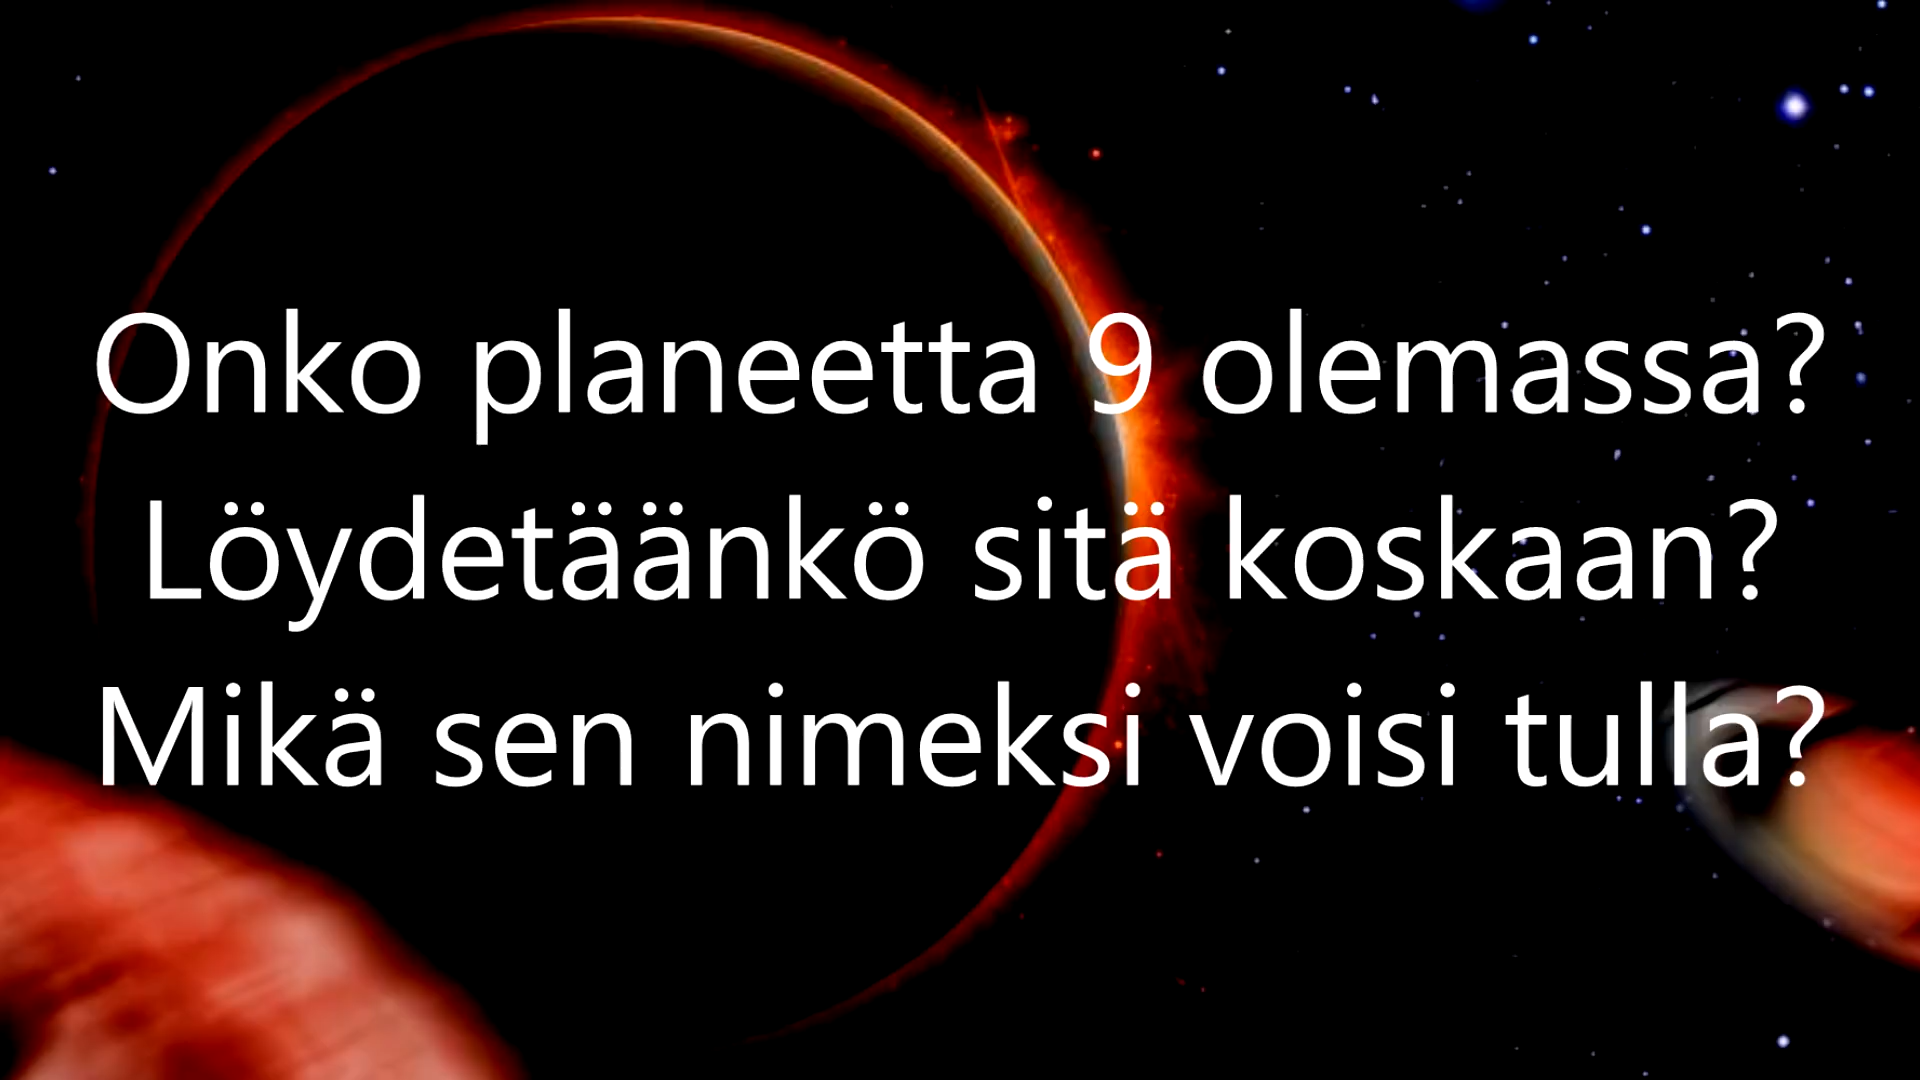 Onko planeetta 9 olemassa?
Löydetäänkö sitä koskaan?
Mikä sen nimeksi voisi tulla?